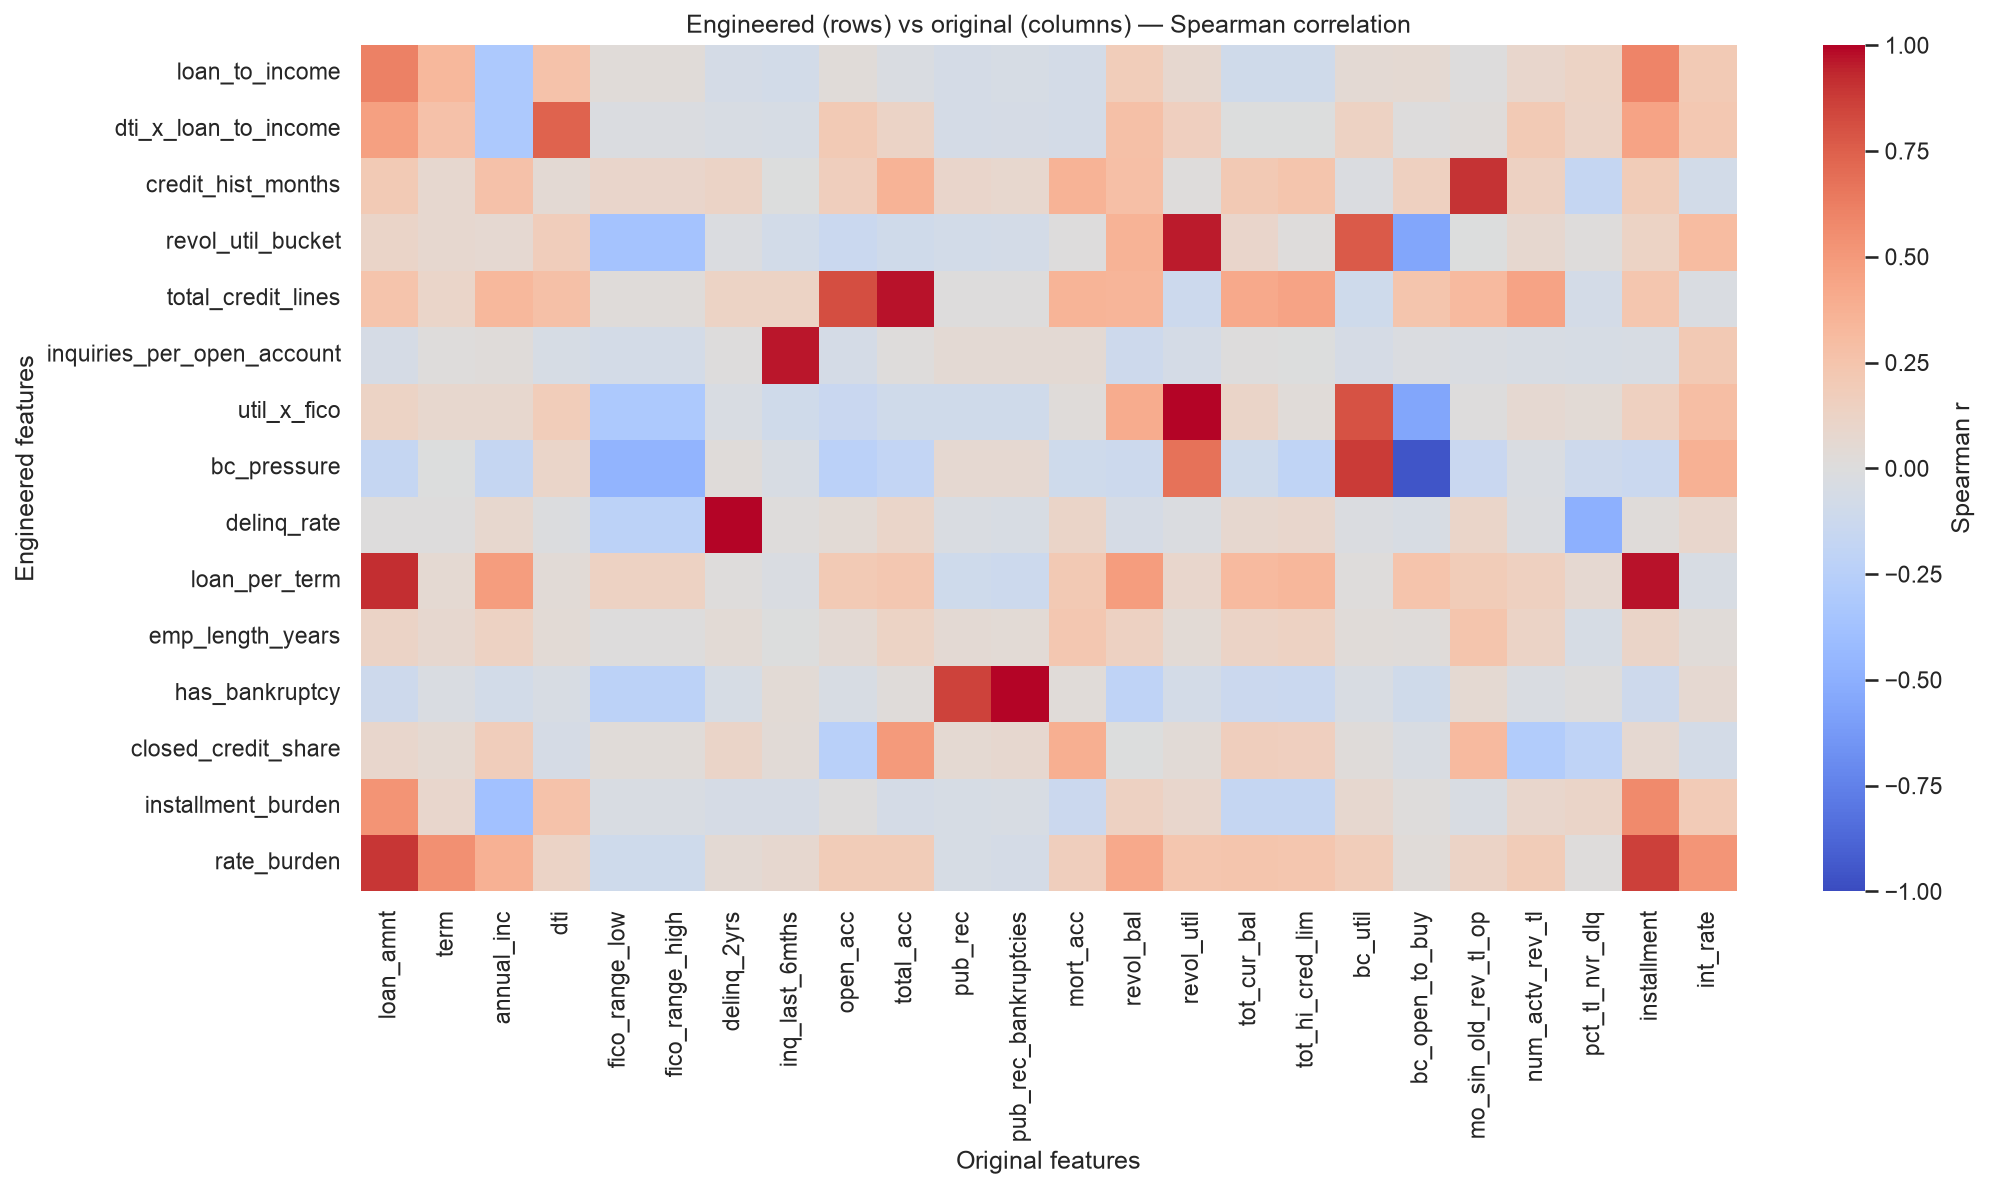 Engineered (rows) vs original (columns) — Spearman correlation
Engineered features
loan_to_income
dti_x_loan_to_income
credit_hist_months
revol_util_bucket
total_credit_lines
inquiries_per_open_account
util_x_fico
bc_pressure
delinq_rate
loan_per_term
emp_length_years
has_bankruptcy
closed_credit_share
installment_burden
rate_burden
loan_amnt
term
annual_inc
dti
fico_range_low
fico_range_high
delinq_2yrs
inq_last_6mths
open_acc
total_acc
pub_rec
pub_rec_bankruptcies
mort_acc
revol_bal
revol_util
tot_cur_bal
tot_hi_cred_lim
bc_util
bc_open_to_buy
mo_sin_old_rev_tl_op
num_actv_rev_tl
pct_tl_nvr_dlq
installment
int_rate
Original features
1.00
0.75
0.50
0.25
0.00
−0.25
−0.50
−0.75
−1.00
Spearman r